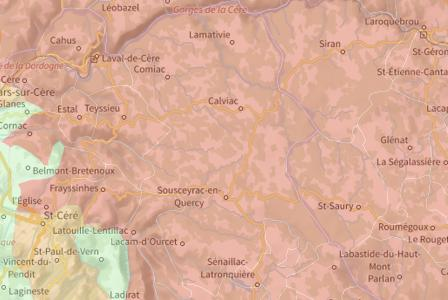 Léobazel
Gorges de la Cère
Laroquebrou
Cahus
Lamativie
Siran
St-Géron
Laval-de-Cère
de la Dordogne
Comiac
St-Étienne-Canta
Cère
ars-sur-Cère
Glanes
Estal
Teyssieu
Calviac
Lacap
Cornac
Glénat
La Ségalassière
Belmont-Bretenoux
Frayssinhes
Sousceyrac-en-
Quercy
l'Église
St-Saury
St-Céré
Latouille-Lentillac
Roumégoux
Lacam-d'Ourcet
Le Rouget
St-Paul-de-Vern
Labastide-du-Haut-
Mont
Vincent-du-
Pendit
Sénaillac-
Latronquière
Parlan
Lagineste
Ladirat